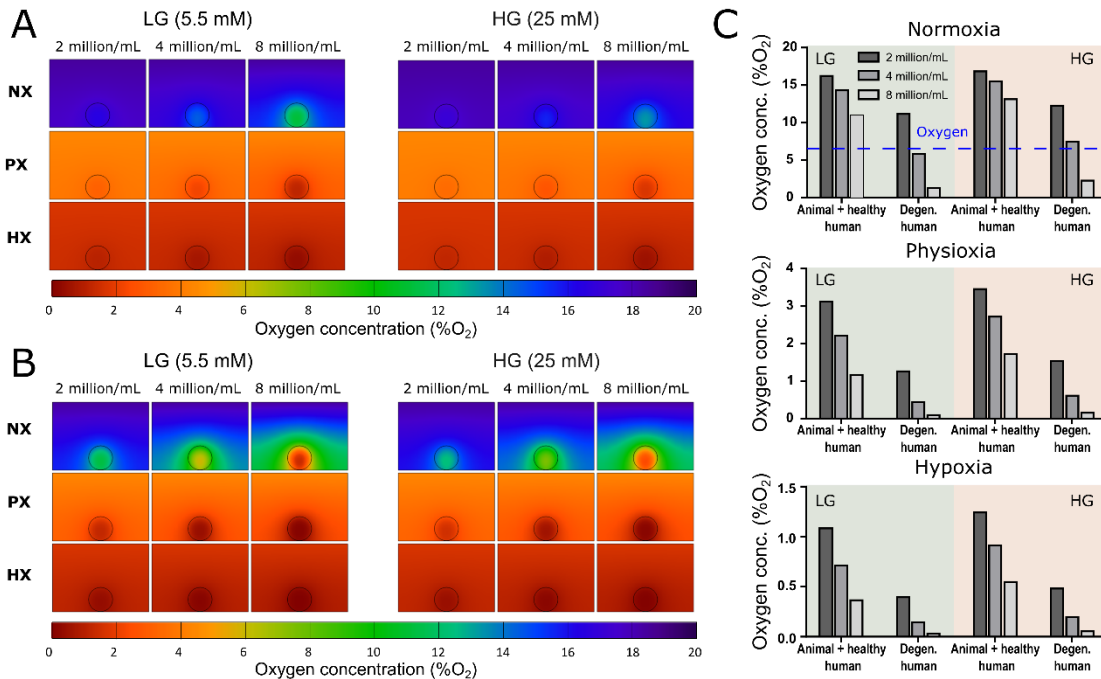 A
LG (5.5 mM)
HG (25 mM)
2 million/mL 4 million/mL 8 million/mL
2 million/mL 4 million/mL 8 million/mL
NX
PX
HX
0 2 4 6 8 10 12 14 16 18 20
Oxygen concentration (%O₂)
B
LG (5.5 mM)
HG (25 mM)
2 million/mL 4 million/mL 8 million/mL
2 million/mL 4 million/mL 8 million/mL
NX
PX
HX
0 2 4 6 8 10 12 14 16 18 20
Oxygen concentration (%O₂)
C
Normoxia
Oxygen conc. (%O₂)
20
15
10
5
0
LG
HG
2 million/mL
4 million/mL
8 million/mL
Oxygen
Animal + healthy Degen. Animal + healthy Degen.
human human human human
Physioxia
Oxygen conc. (%O₂)
4
3
2
1
0
LG
HG
Animal + healthy Degen. Animal + healthy Degen.
human human human human
Hypoxia
Oxygen conc. (%O₂)
1.5
1.0
0.5
0.0
LG
HG
Animal + healthy Degen. Animal + healthy Degen.
human human human human